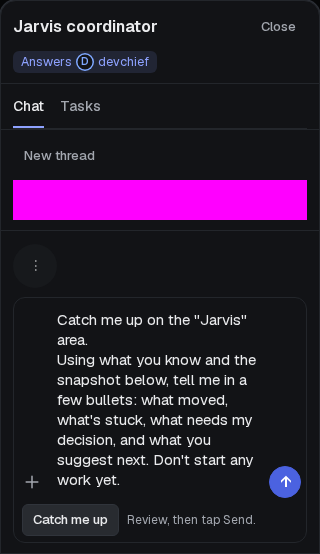 Jarvis coordinator Close
Answers D devchief
Chat Tasks
New thread
Catch me up on the "Jarvis"
area.
Using what you know and the
snapshot below, tell me in a
few bullets: what moved,
what's stuck, what needs my
decision, and what you
suggest next. Don't start any
work yet.
Catch me up Review, then tap Send.